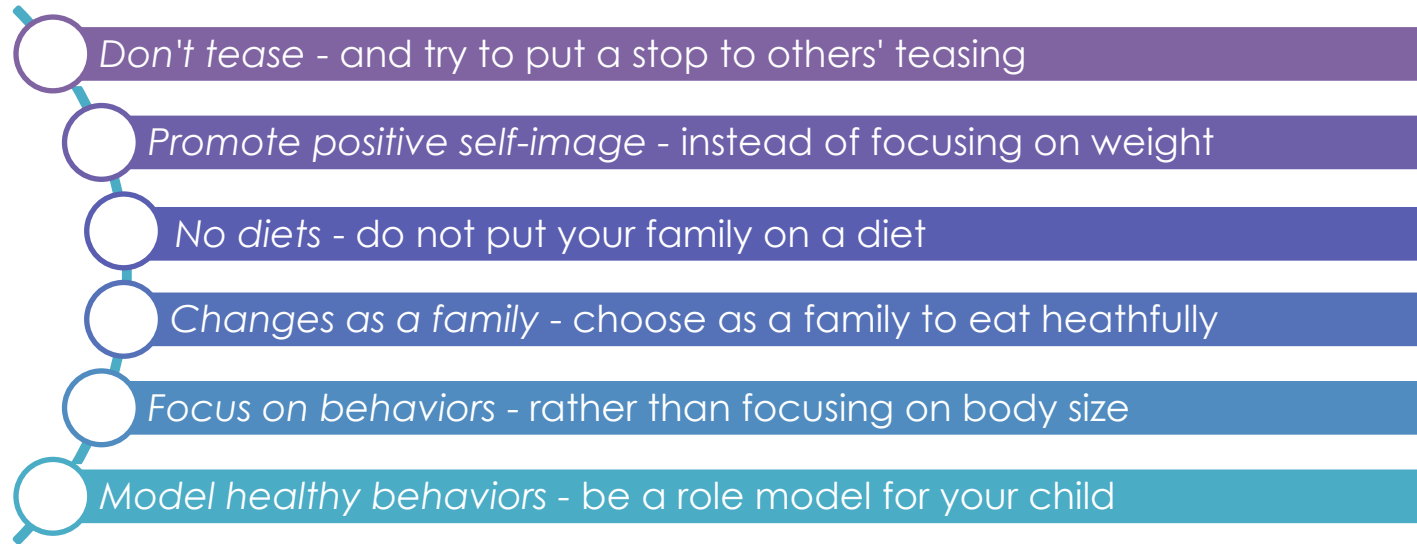 Don't tease - and try to put a stop to others' teasing
Promote positive self-image - instead of focusing on weight
No diets - do not put your family on a diet
Changes as a family - choose as a family to eat heathfully
Focus on behaviors - rather than focusing on body size
Model healthy behaviors - be a role model for your child